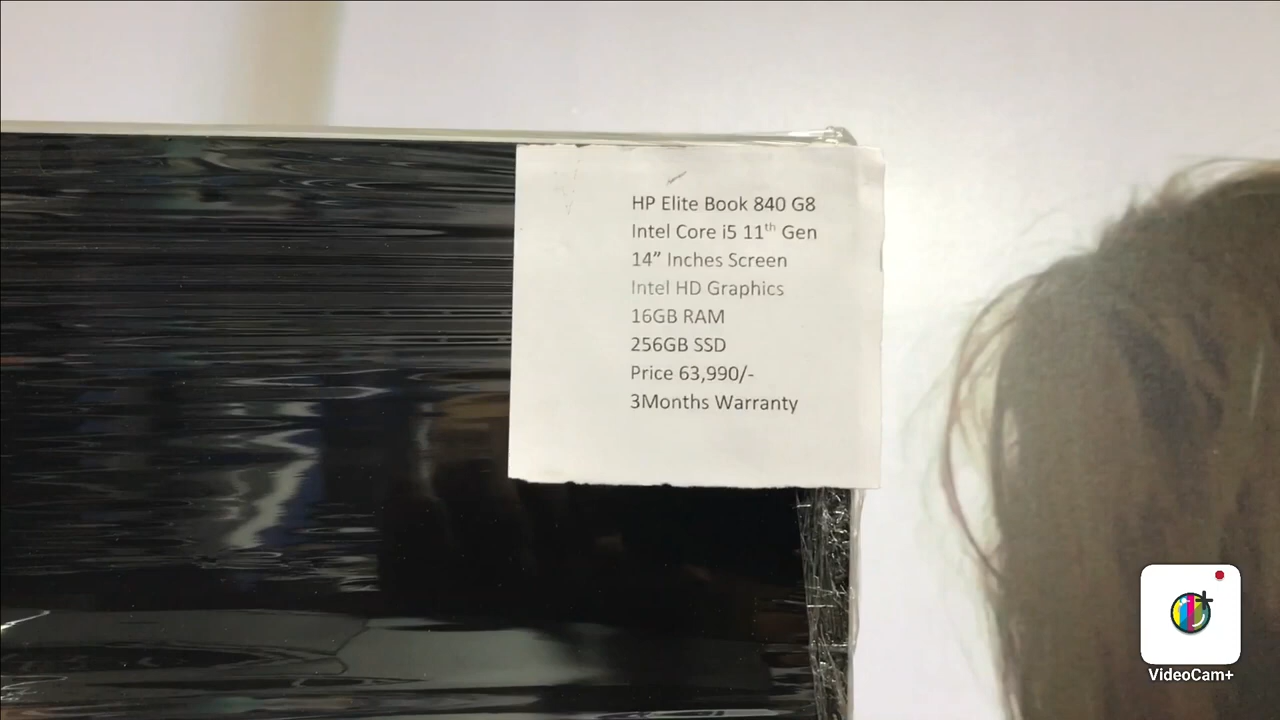 HP Elite Book 840 G8
Intel Core i5 11th Gen
14” Inches Screen
Intel HD Graphics
16GB RAM
256GB SSD
Price 63,990/-
3Months Warranty
VideoCam+